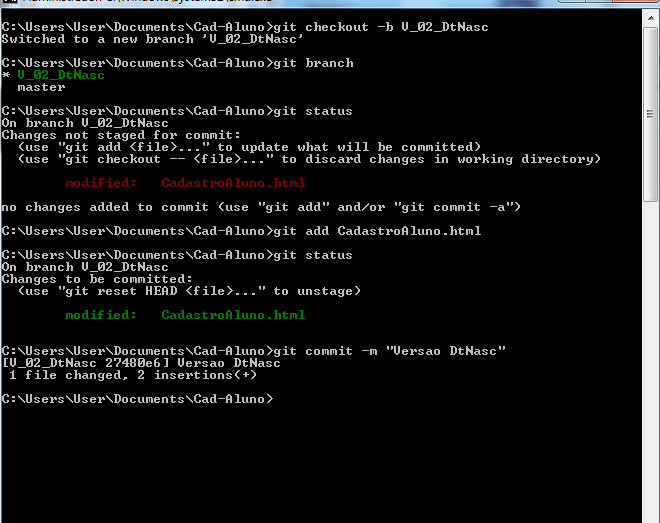 C:\Users\User\Documents\Cad-Aluno>git checkout -b V_02_DtNasc
Switched to a new branch 'V_02_DtNasc'
C:\Users\User\Documents\Cad-Aluno>git branch
* V_02_DtNasc
  master
C:\Users\User\Documents\Cad-Aluno>git status
On branch V_02_DtNasc
Changes not staged for commit:
  (use "git add <file>..." to update what will be committed)
  (use "git checkout -- <file>..." to discard changes in working directory)
        modified:   CadastroAluno.html
no changes added to commit (use "git add" and/or "git commit -a")
C:\Users\User\Documents\Cad-Aluno>git add CadastroAluno.html
C:\Users\User\Documents\Cad-Aluno>git status
On branch V_02_DtNasc
Changes to be committed:
  (use "git reset HEAD <file>..." to unstage)
        modified:   CadastroAluno.html
C:\Users\User\Documents\Cad-Aluno>git commit -m "Versao DtNasc"
[V_02_DtNasc 27480e6] Versao DtNasc
 1 file changed, 2 insertions(+)
C:\Users\User\Documents\Cad-Aluno>